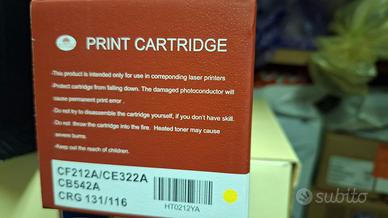 PRINT CARTRIDGE
-This product is intended only for use in correponding laser printers
-Protect cartridge from falling down. The damaged photoconductor will
cause permanent print error .
-Do not try to disassemble the cartridge yourself, if you don't have skill.
-Do not throw the cartridge into the fire. Heated toner may cause
severe burns.
-Keep out the reach of children.
CF212A/CE322A
CB542A
CRG 131/116
HT0212YA
subito